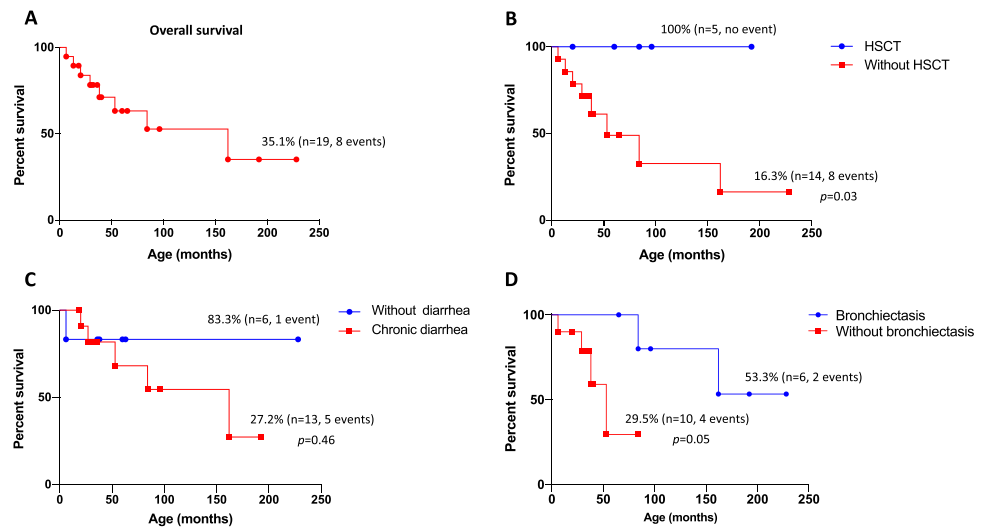 A
Overall survival
Percent survival
100
50
0
0 50 100 150 200 250
Age (months)
35.1% (n=19, 8 events)
B
Percent survival
100
50
0
0 50 100 150 200 250
Age (months)
100% (n=5, no event)
HSCT
Without HSCT
16.3% (n=14, 8 events)
p=0.03
C
Percent survival
100
50
0
0 50 100 150 200 250
Age (months)
83.3% (n=6, 1 event)
Without diarrhea
Chronic diarrhea
27.2% (n=13, 5 events)
p=0.46
D
Percent survival
100
50
0
0 50 100 150 200 250
Age (months)
Bronchiectasis
Without bronchiectasis
53.3% (n=6, 2 events)
29.5% (n=10, 4 events)
p=0.05